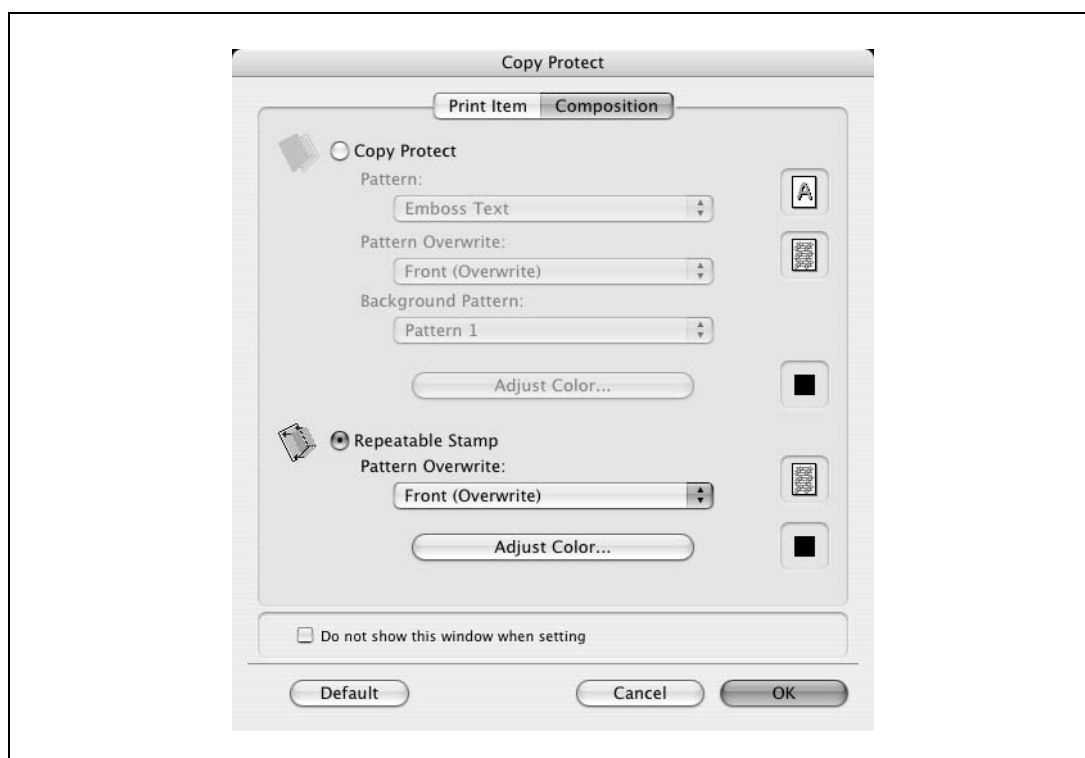 Copy Protect
Print Item Composition
Copy Protect
Pattern:
Emboss Text
A
Pattern Overwrite:
Front (Overwrite)
Background Pattern:
Pattern 1
Adjust Color...
Repeatable Stamp
Pattern Overwrite:
Front (Overwrite)
Adjust Color...
Do not show this window when setting
Default Cancel OK